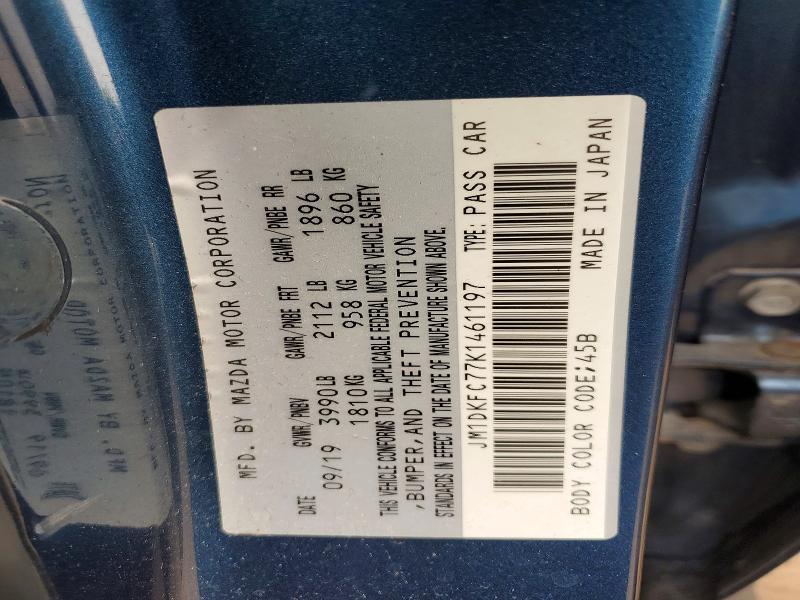 MFD. BY MAZDA MOTOR CORPORATION
DATE GVWR/PNBV GAWR/PNBE FRT GAWR/PNBE RR
09/19 3990LB 2112 LB 1896 LB
1810KG 958 KG 860 KG
THIS VEHICLE CONFORMS TO ALL APPLICABLE FEDERAL MOTOR VEHICLE SAFETY
,BUMPER,AND THEFT PREVENTION
STANDARDS IN EFFECT ON THE DATE OF MANUFACTURE SHOWN ABOVE.
JM1DKFC77K1461197 TYPE: PASS CAR
BODY COLOR CODE:45B MADE IN JAPAN